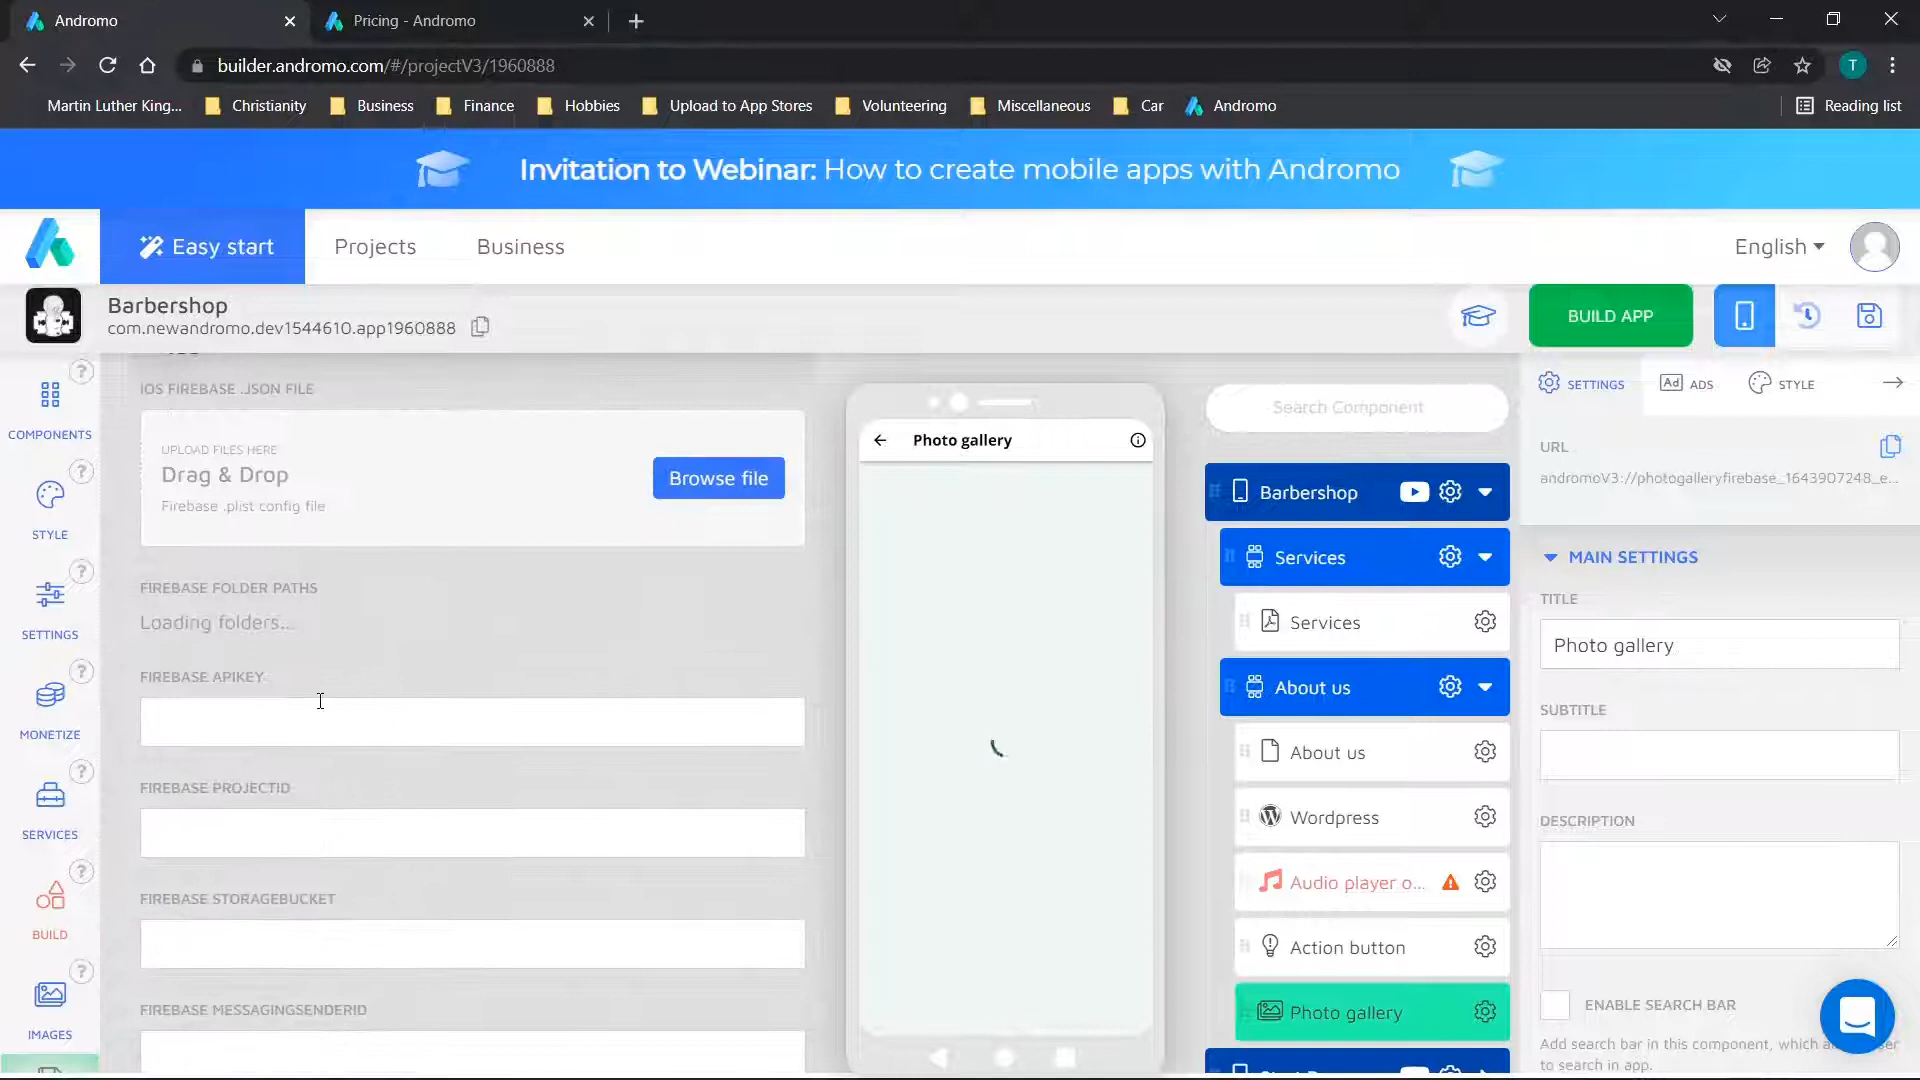 Andromo
Pricing - Andromo
builder.andromo.com/#/projectV3/1960888
T
Martin Luther King...
Christianity
Business
Finance
Hobbies
Upload to App Stores
Volunteering
Miscellaneous
Car
Andromo
Reading list
Invitation to Webinar: How to create mobile apps with Andromo
Easy start
Projects
Business
English
Barbershop
com.newandromo.dev1544610.app1960888
BUILD APP
COMPONENTS
STYLE
SETTINGS
MONETIZE
SERVICES
BUILD
IMAGES
IOS FIREBASE .JSON FILE
UPLOAD FILES HERE
Drag & Drop
Firebase .plist config file
Browse file
FIREBASE FOLDER PATHS
Loading folders...
FIREBASE APIKEY
FIREBASE PROJECTID
FIREBASE STORAGEBUCKET
FIREBASE MESSAGINGSENDERID
Photo gallery
Search Component
Barbershop
Services
Services
About us
About us
Wordpress
Audio player o...
Action button
Photo gallery
SETTINGS
Ad ADS
STYLE
URL
andromoV3://photogalleryfirebase_1643907248_e...
MAIN SETTINGS
TITLE
Photo gallery
SUBTITLE
DESCRIPTION
ENABLE SEARCH BAR
Add search bar in this component, which
to search in app.